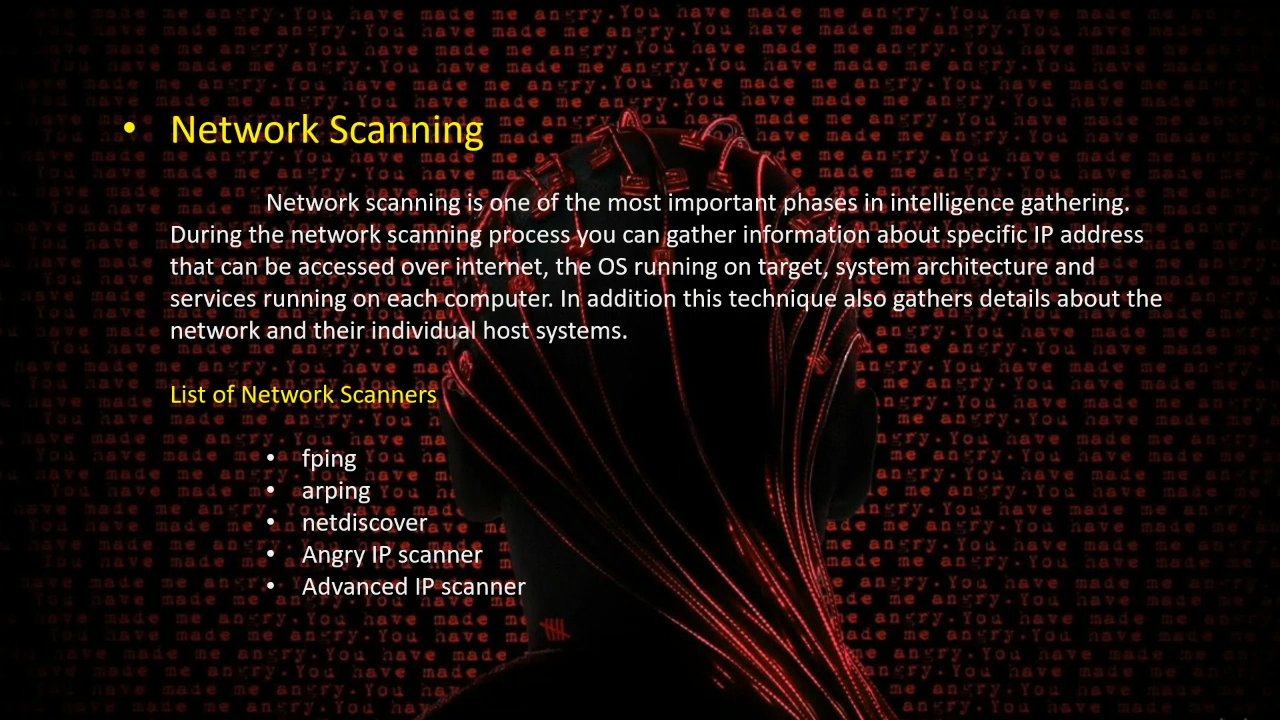 • Network Scanning
Network scanning is one of the most important phases in intelligence gathering.
During the network scanning process you can gather information about specific IP address
that can be accessed over internet, the OS running on target, system architecture and
services running on each computer. In addition this technique also gathers details about the
network and their individual host systems.
List of Network Scanners
• fping
• arping
• netdiscover
• Angry IP scanner
• Advanced IP scanner